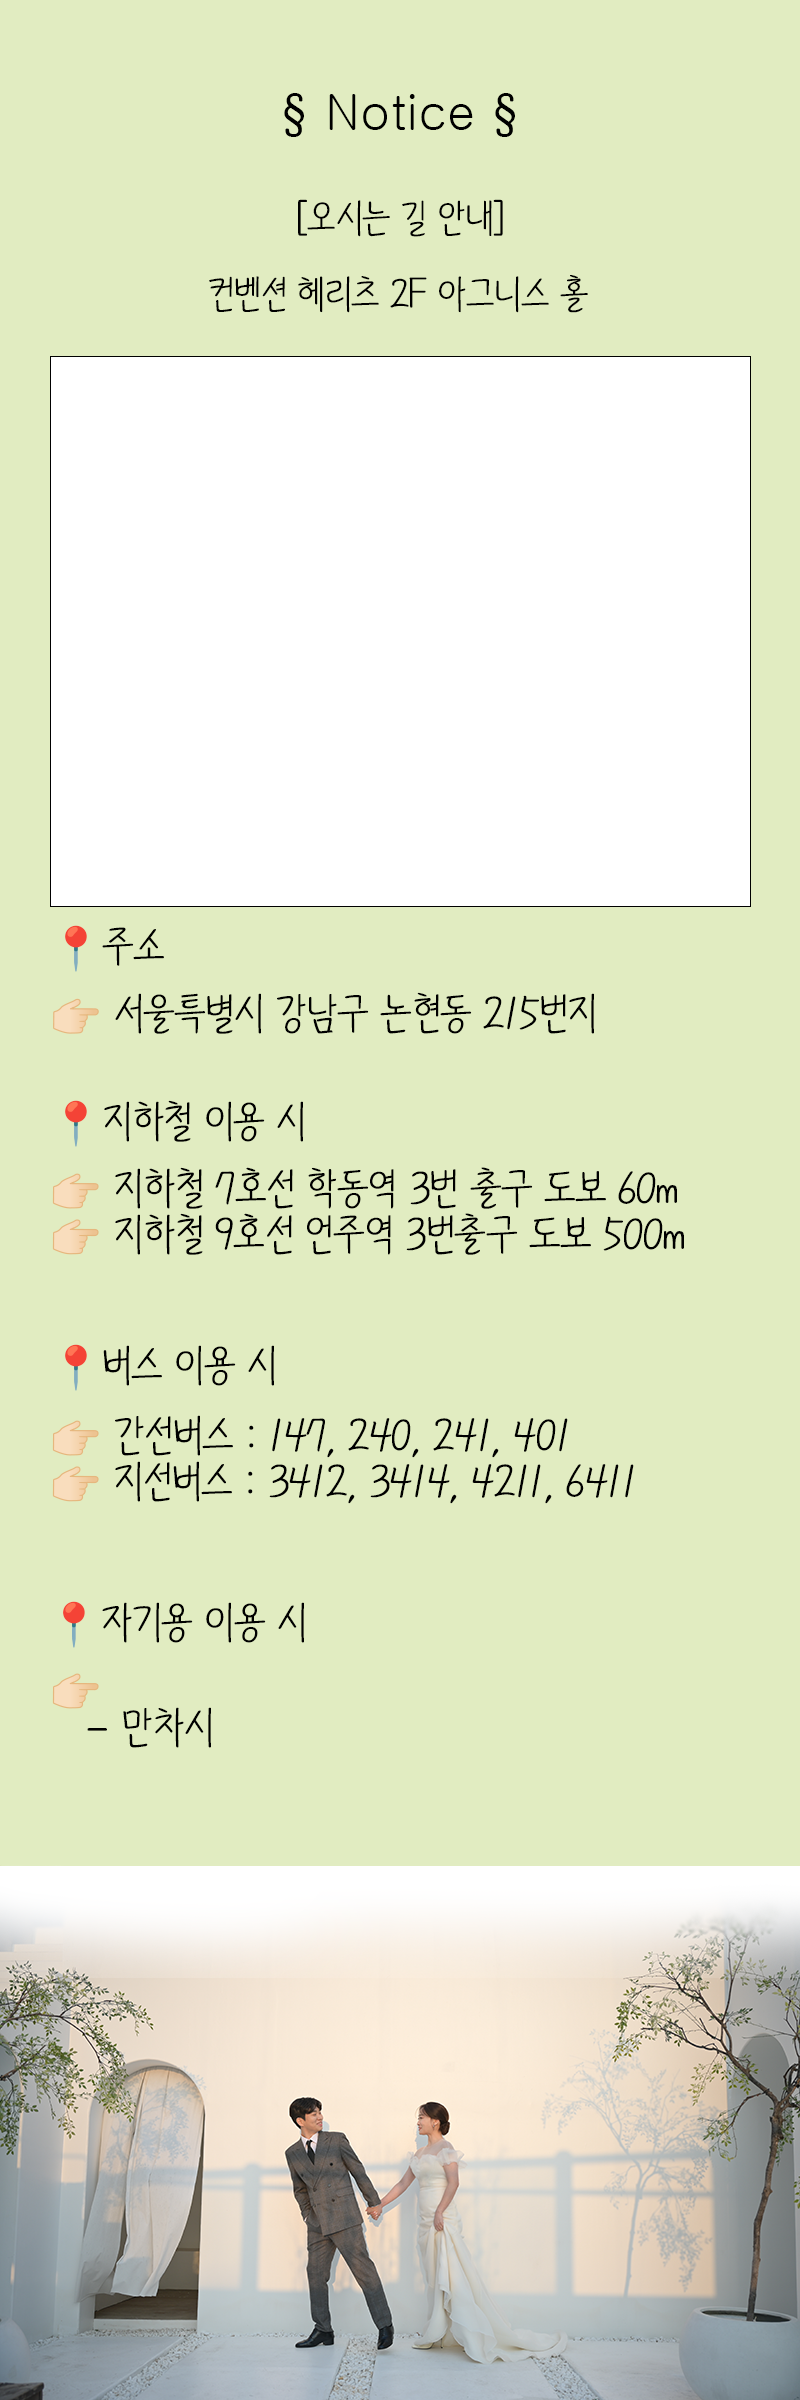 § Notice §
[오시는 길 안내]
컨벤션 헤리츠 2F 아그니스 홀
📍주소
👉🏻 서울특별시 강남구 논현동 215번지
📍지하철 이용 시
👉🏻 지하철 7호선 학동역 3번 출구 도보 60m
👉🏻 지하철 9호선 언주역 3번출구 도보 500m
📍버스 이용 시
👉🏻 간선버스 : 147, 240, 241, 401
👉🏻 지선버스 : 3412, 3414, 4211, 6411
📍자기용 이용 시
👉🏻
- 만차시